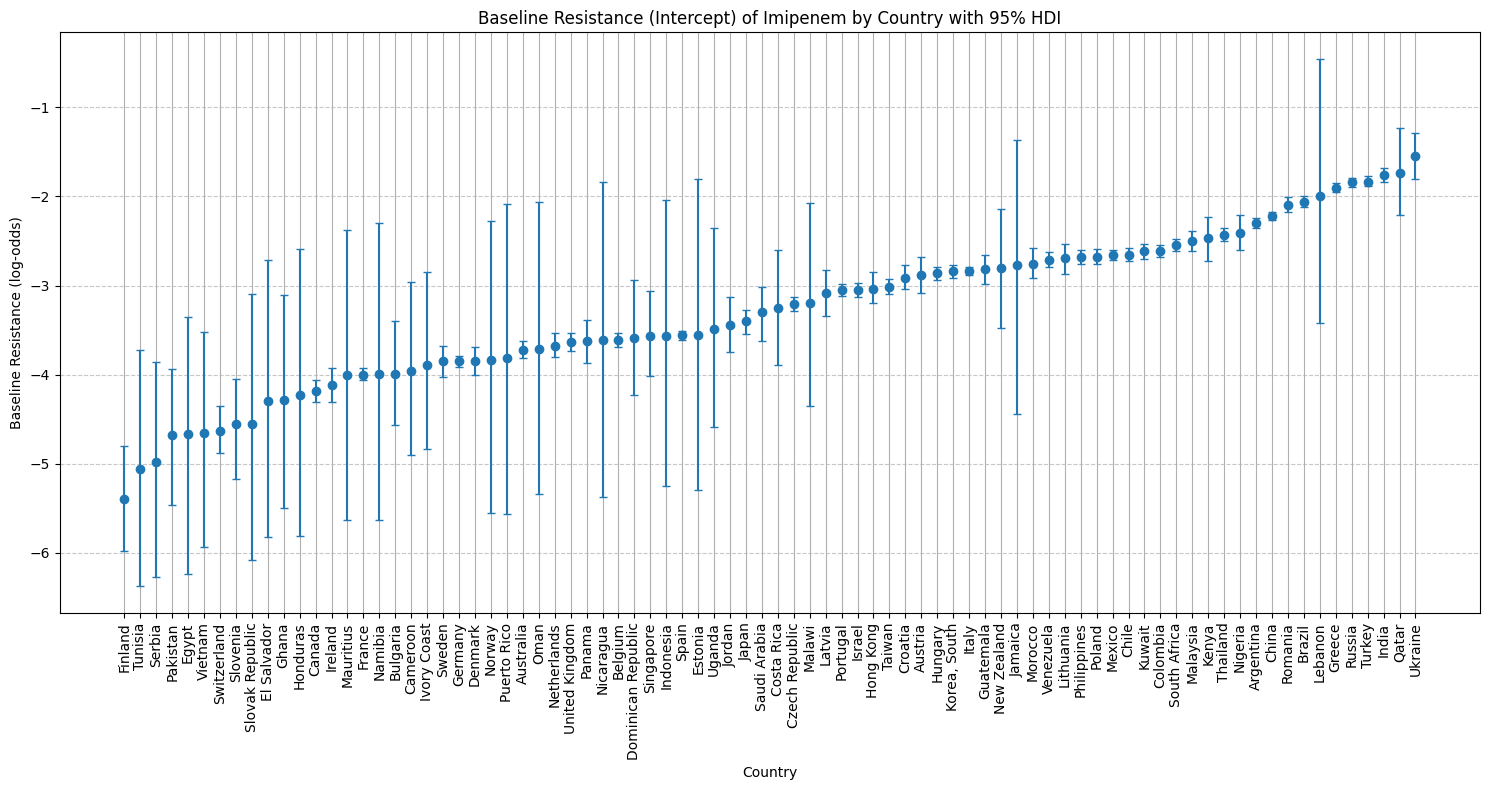 Baseline Resistance (Intercept) of Imipenem by Country with 95% HDI
Baseline Resistance (log-odds)
−1
−2
−3
−4
−5
−6
Finland
Tunisia
Serbia
Pakistan
Egypt
Vietnam
Switzerland
Slovenia
Slovak Republic
El Salvador
Ghana
Honduras
Canada
Ireland
Mauritius
France
Namibia
Bulgaria
Cameroon
Ivory Coast
Sweden
Germany
Denmark
Norway
Puerto Rico
Australia
Oman
Netherlands
United Kingdom
Panama
Nicaragua
Belgium
Dominican Republic
Singapore
Indonesia
Spain
Estonia
Uganda
Jordan
Japan
Saudi Arabia
Costa Rica
Czech Republic
Malawi
Latvia
Portugal
Israel
Hong Kong
Taiwan
Croatia
Austria
Hungary
Korea, South
Italy
Guatemala
New Zealand
Jamaica
Morocco
Venezuela
Lithuania
Philippines
Poland
Mexico
Chile
Kuwait
Colombia
South Africa
Malaysia
Kenya
Thailand
Nigeria
Argentina
China
Romania
Brazil
Lebanon
Greece
Russia
Turkey
India
Qatar
Ukraine
Country